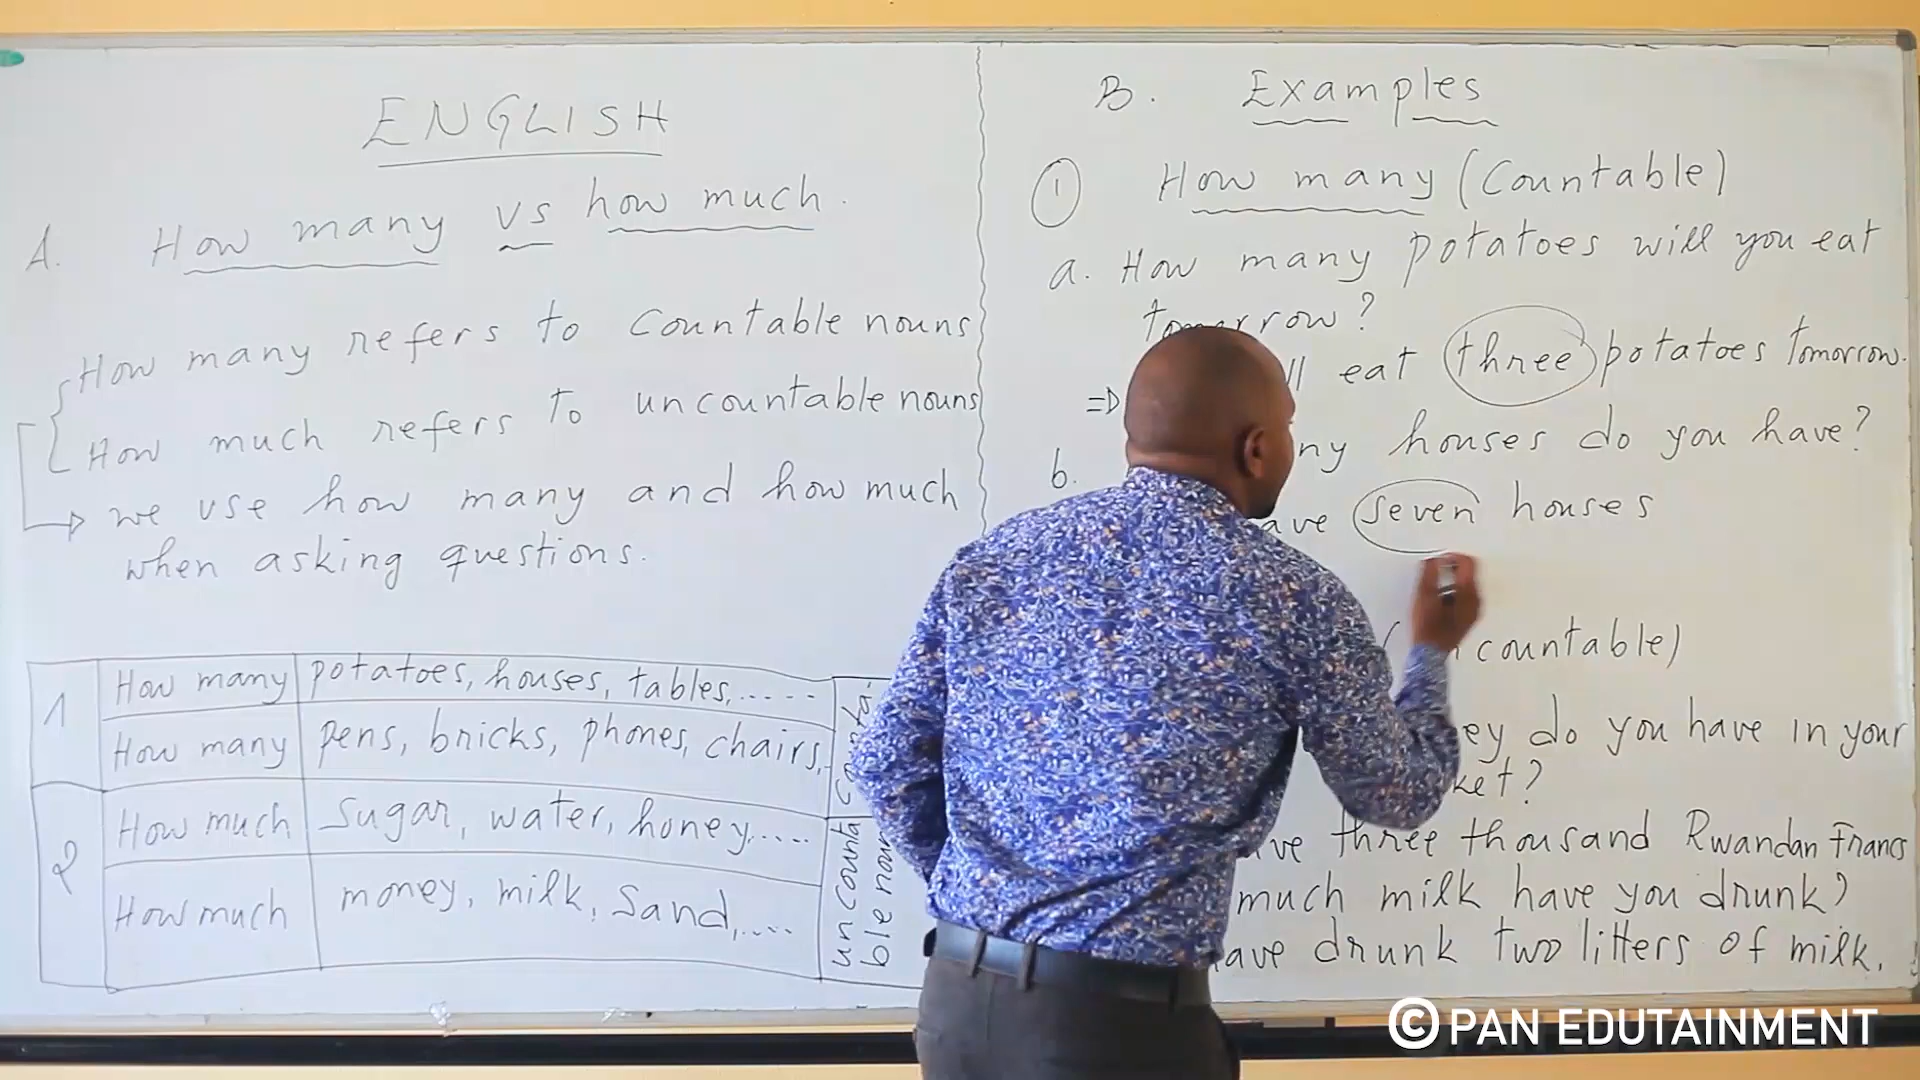 ENGLISH
A. How many vs how much.
How many refers to countable nouns
How much refers to uncountable nouns
we use how many and how much
when asking questions.
1 How many potatoes, houses, tables,.....
How many pens, bricks, phones, chairs,.
2 How much sugar, water, honey,....
How much money, milk, sand,....
uncounta
B. Examples
1 How many (Countable)
a. How many potatoes will you eat
tomorrow?
eat three potatoes tomorrow.
b. houses do you have?
seven houses
countable)
do you have in your
three thousand Rwandan Francs
much milk have you drunk?
drunk two litters of milk.
© PAN EDUTAINMENT